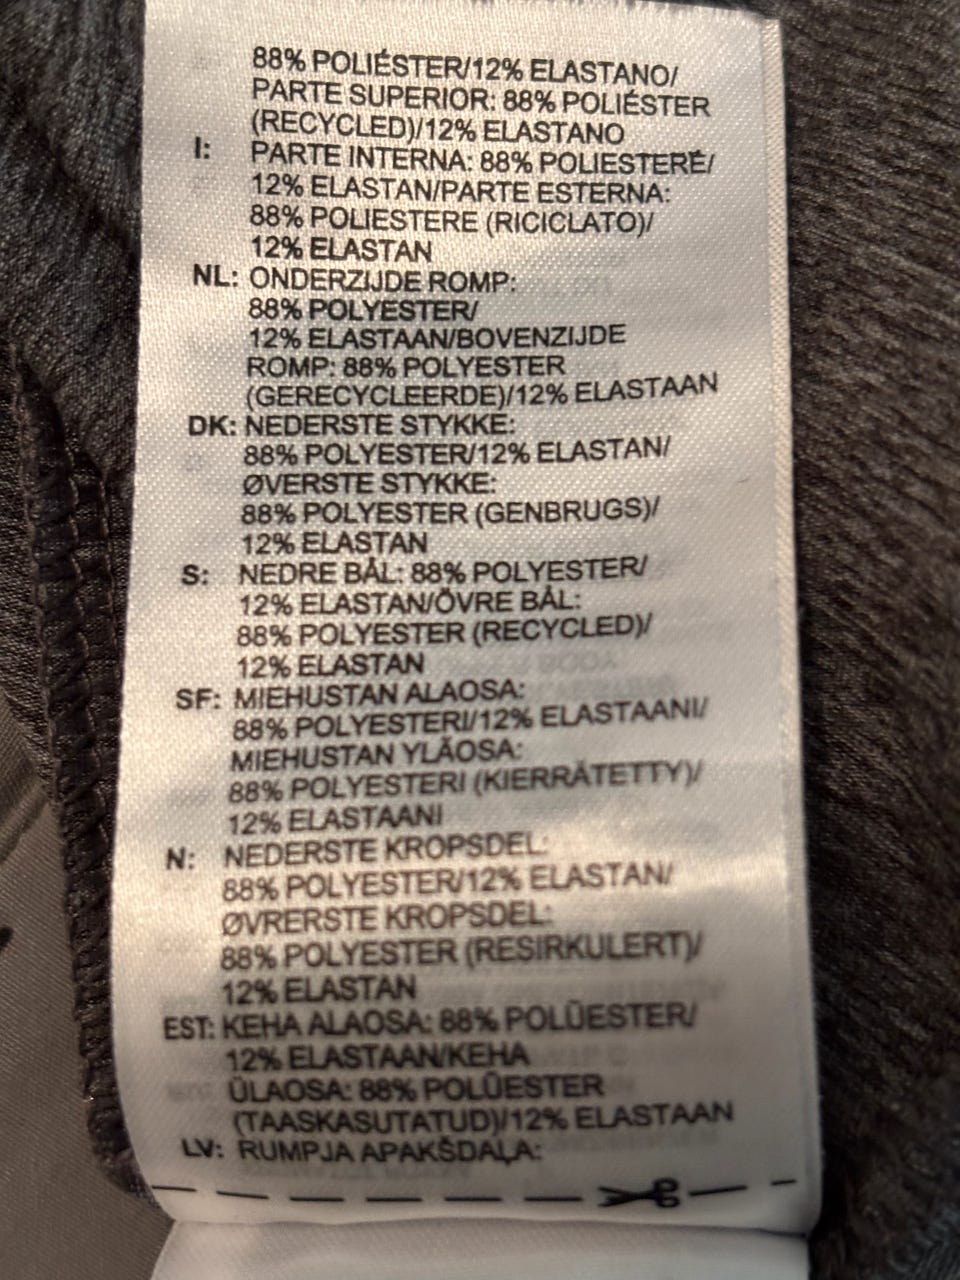 88% POLIÉSTER/12% ELASTANO/
PARTE SUPERIOR: 88% POLIÉSTER
(RECYCLED)/12% ELASTANO
I: PARTE INTERNA: 88% POLIESTERE/
12% ELASTAN/PARTE ESTERNA:
88% POLIESTERE (RICICLATO)/
12% ELASTAN
NL: ONDERZIJDE ROMP:
88% POLYESTER/
12% ELASTAAN/BOVENZIJDE
ROMP: 88% POLYESTER
(GERECYCLEERDE)/12% ELASTAAN
DK: NEDERSTE STYKKE:
88% POLYESTER/12% ELASTAN/
ØVERSTE STYKKE:
88% POLYESTER (GENBRUGS)/
12% ELASTAN
S: NEDRE BÅL: 88% POLYESTER/
12% ELASTAN/ÖVRE BÅL:
88% POLYESTER (RECYCLED)/
12% ELASTAN
SF: MIEHUSTAN ALAOSA:
88% POLYESTERI/12% ELASTAANI/
MIEHUSTAN YLÄOSA:
88% POLYESTERI (KIERRÄTETTY)/
12% ELASTAANI
N: NEDERSTE KROPSDEL:
88% POLYESTER/12% ELASTAN/
ØVRERSTE KROPSDEL:
88% POLYESTER (RESIRKULERT)/
12% ELASTAN
EST: KEHA ALAOSA: 88% POLÜESTER/
12% ELASTAAN/KEHA
ÜLAOSA: 88% POLÜESTER
(TAASKASUTATUD)/12% ELASTAAN
LV: RUMPJA APAKŠDAĻA: